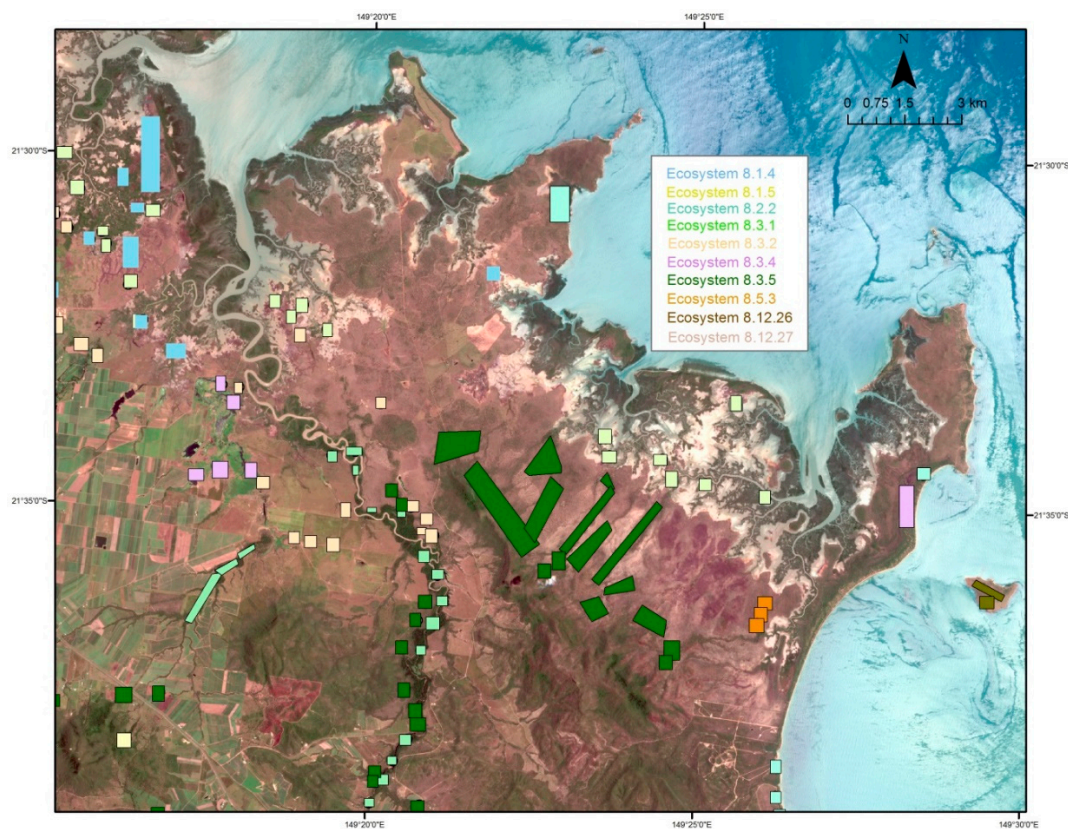 149°20'0"E
149°25'0"E
N
0 0.75 1.5 3 km
21°30'0"S
21°30'0"S
Ecosystem 8.1.4
Ecosystem 8.1.5
Ecosystem 8.2.2
Ecosystem 8.3.1
Ecosystem 8.3.2
Ecosystem 8.3.4
Ecosystem 8.3.5
Ecosystem 8.5.3
Ecosystem 8.12.26
Ecosystem 8.12.27
21°35'0"S
21°35'0"S
149°20'0"E
149°25'0"E
149°30'0"E